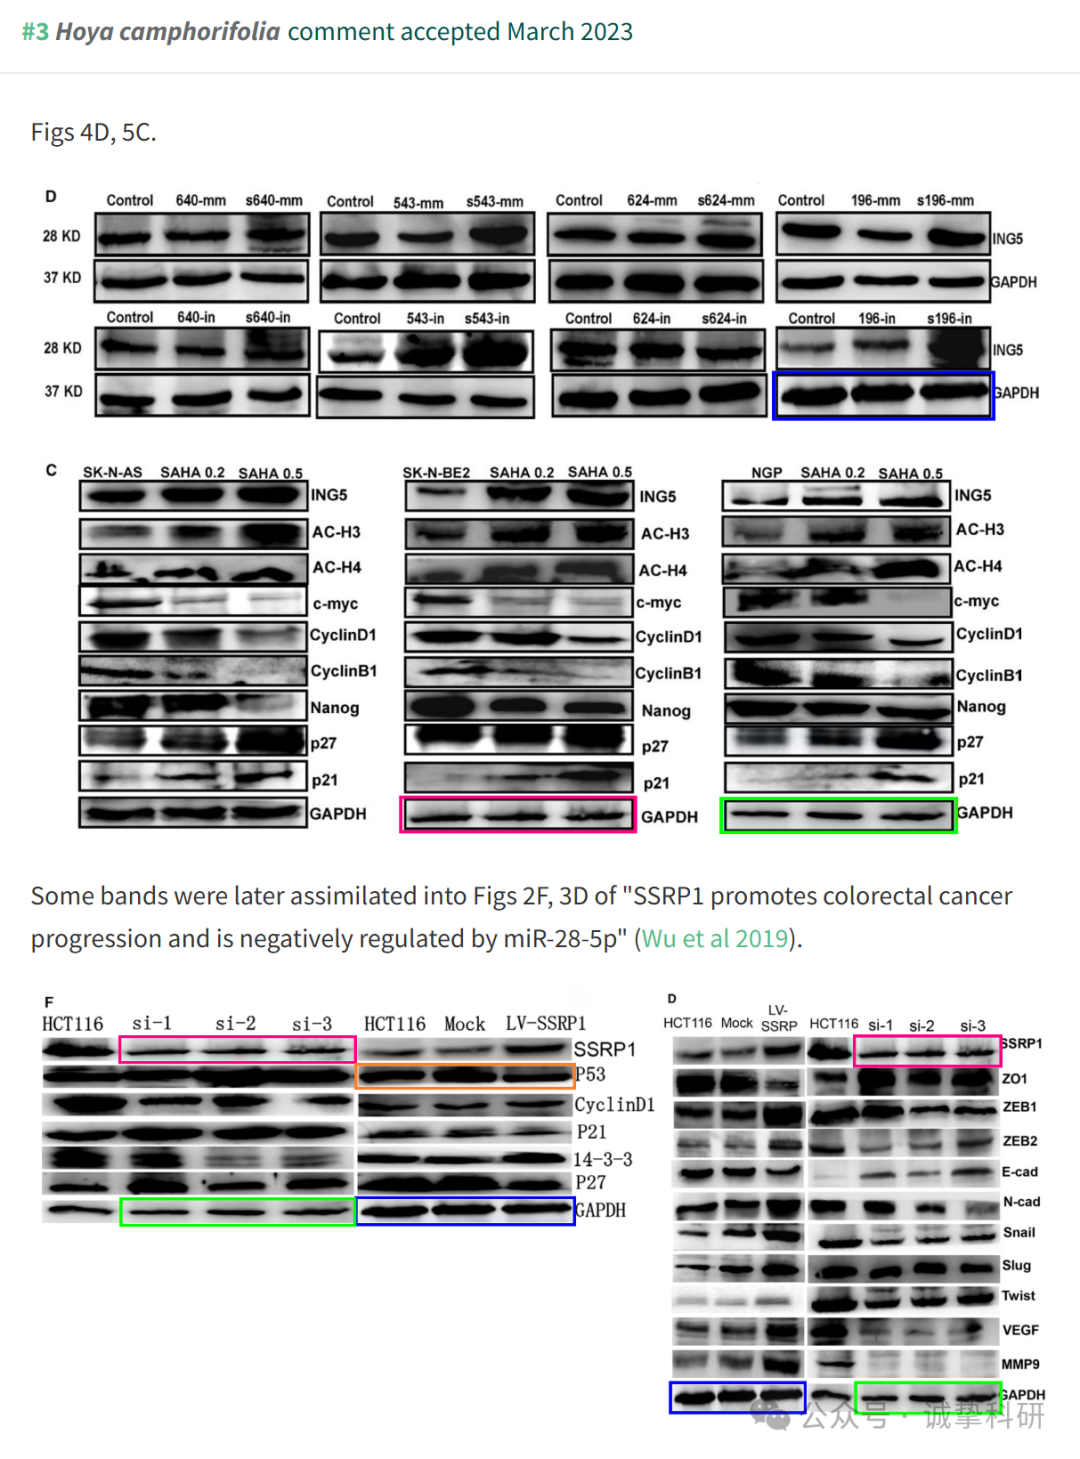 #3 Hoya camphorifolia comment accepted March 2023
Figs 4D, 5C.
D
Control 640-mm s640-mm Control 543-mm s543-mm Control 624-mm s624-mm Control 196-mm s196-mm
28 KD ING5
37 KD GAPDH
Control 640-in s640-in Control 543-in s543-in Control 624-in s624-in Control 196-in s196-in
28 KD ING5
37 KD GAPDH
C
SK-N-AS SAHA 0.2 SAHA 0.5 SK-N-BE2 SAHA 0.2 SAHA 0.5 NGP SAHA 0.2 SAHA 0.5
ING5 ING5 ING5
AC-H3 AC-H3 AC-H3
AC-H4 AC-H4 AC-H4
c-myc c-myc c-myc
CyclinD1 CyclinD1 CyclinD1
CyclinB1 CyclinB1 CyclinB1
Nanog Nanog Nanog
p27 p27 p27
p21 p21 p21
GAPDH GAPDH GAPDH
Some bands were later assimilated into Figs 2F, 3D of "SSRP1 promotes colorectal cancer
progression and is negatively regulated by miR-28-5p" (Wu et al 2019).
F
HCT116 si-1 si-2 si-3 HCT116 Mock LV-SSRP1
SSRP1
P53
CyclinD1
P21
14-3-3
P27
GAPDH
D
HCT116 Mock LV-
SSRP HCT116 si-1 si-2 si-3
SSRP1
ZO1
ZEB1
ZEB2
E-cad
N-cad
Snail
Slug
Twist
VEGF
MMP9
GAPDH
公众号 · 诚挚科研